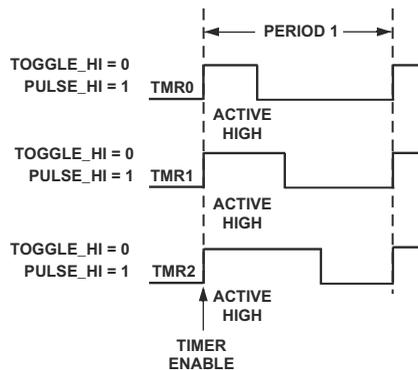 PERIOD 1
TOGGLE_HI = 0
PULSE_HI = 1 TMR0
ACTIVE
HIGH
TOGGLE_HI = 0
PULSE_HI = 1 TMR1
ACTIVE
HIGH
TOGGLE_HI = 0
PULSE_HI = 1 TMR2
ACTIVE
HIGH
TIMER
ENABLE